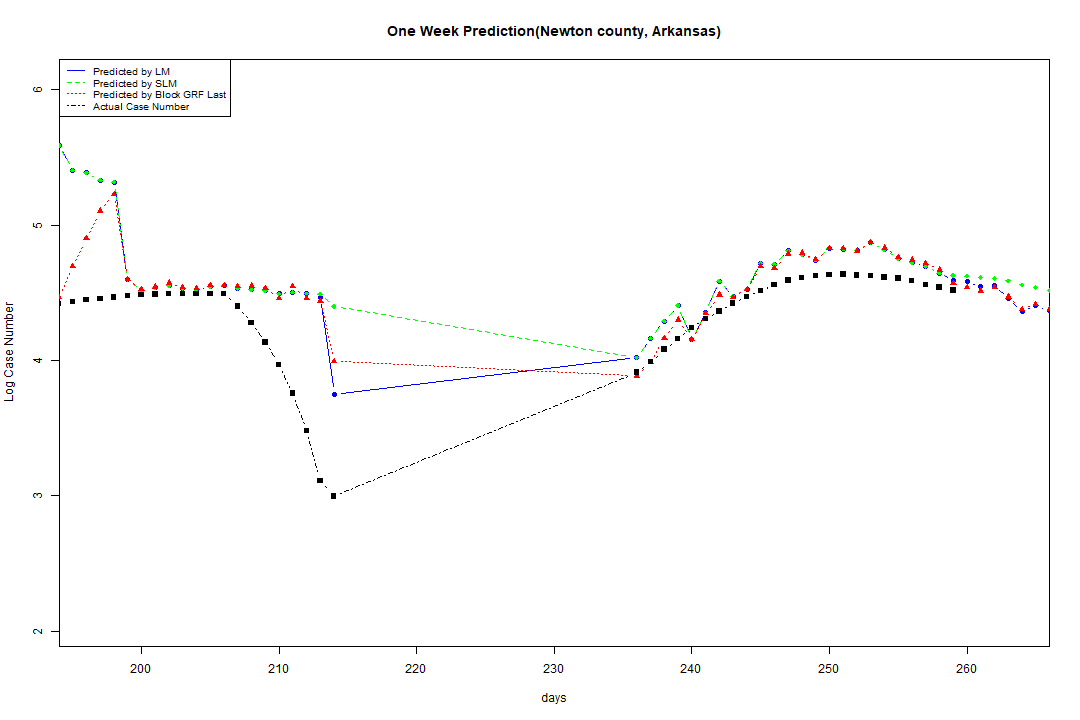 One Week Prediction(Newton county, Arkansas)
Predicted by LM
Predicted by SLM
Predicted by Block GRF Last
Actual Case Number
6
5
4
3
2
Log Case Number
200 210 220 230 240 250 260
days